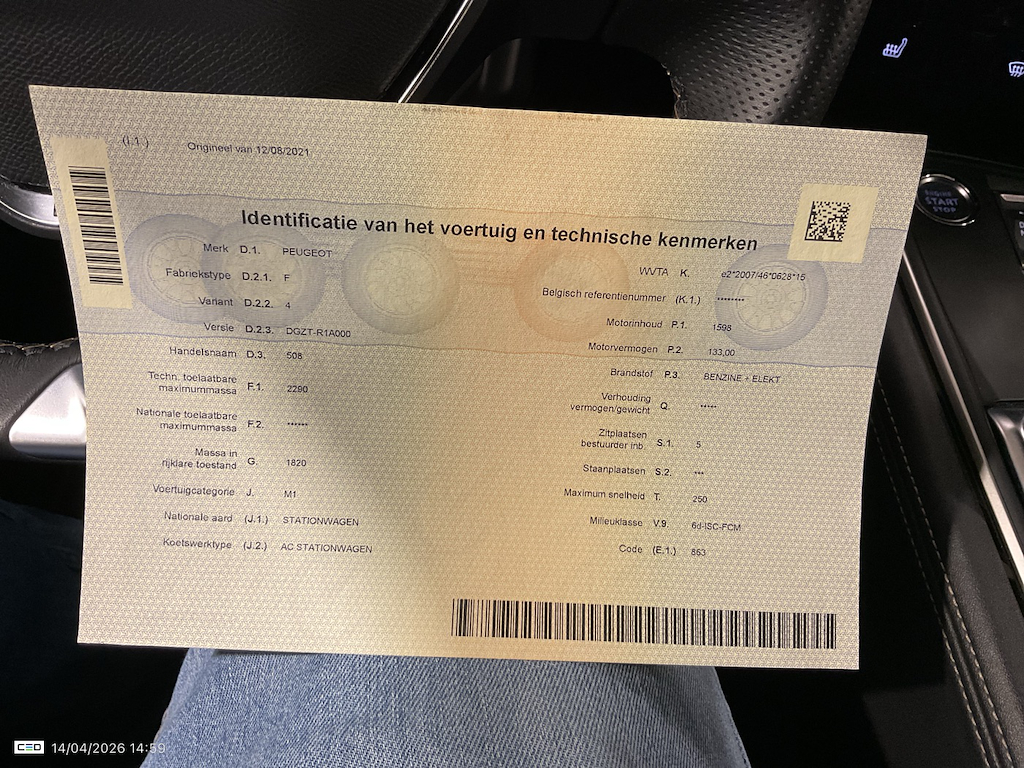 (I.1.) Origineel van 12/08/2021
Identificatie van het voertuig en technische kenmerken
Merk D.1. PEUGEOT
Fabriekstype D.2.1. F
Variant D.2.2. 4
Versie D.2.3. DGZT-R1A000
Handelsnaam D.3. 508
Techn. toelaatbare
maximummassa F.1. 2290
Nationale toelaatbare
maximummassa F.2. ******
Massa in
rijklare toestand G. 1820
Voertuigcategorie J. M1
Nationale aard (J.1.) STATIONWAGEN
Koetswerktype (J.2.) AC STATIONWAGEN
WVTA K. e2*2007/46*0628*15
Belgisch referentienummer (K.1.) ********
Motorinhoud P.1. 1598
Motorvermogen P.2. 133,00
Brandstof P.3. BENZINE + ELEKT
Verhouding
vermogen/gewicht Q. *****
Zitplaatsen
bestuurder inb. S.1. 5
Staanplaatsen S.2. ***
Maximum snelheid T. 250
Milieuklasse V.9. 6d-ISC-FCM
Code (E.1.) 863
ENGINE
START
STOP
CEO 14/04/2026 14:59